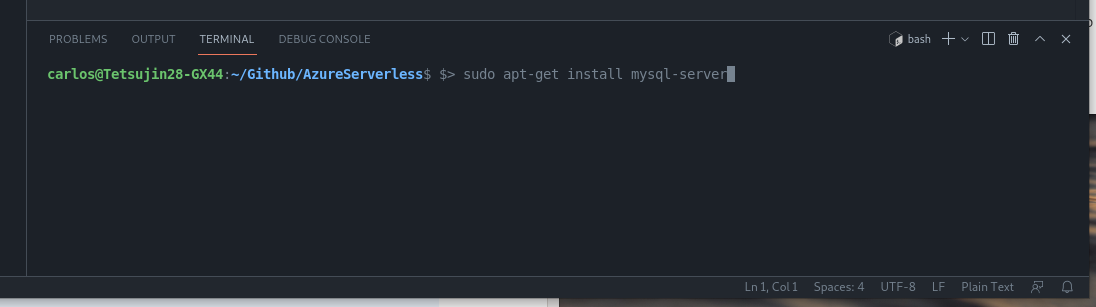 PROBLEMS OUTPUT TERMINAL DEBUG CONSOLE bash
carlos@Tetsujin28-GX44:~/Github/AzureServerless$ $> sudo apt-get install mysql-server
Ln 1, Col 1 Spaces: 4 UTF-8 LF Plain Text